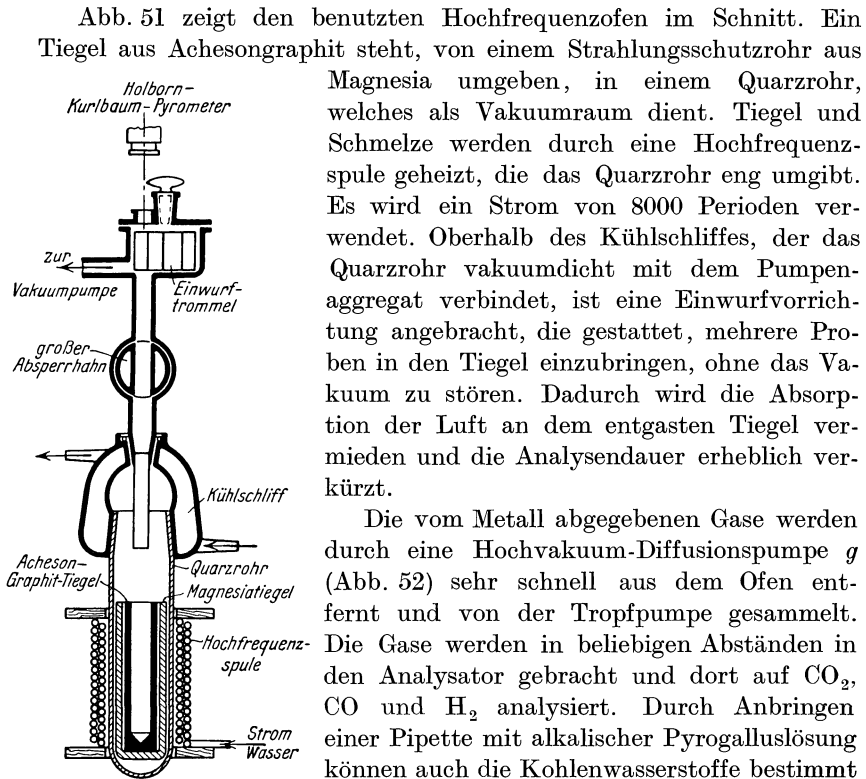 Abb. 51 zeigt den benutzten Hochfrequenzofen im Schnitt. Ein
Tiegel aus Achesongraphit steht, von einem Strahlungsschutzrohr aus
Magnesia umgeben, in einem Quarzrohr,
welches als Vakuumraum dient. Tiegel und
Schmelze werden durch eine Hochfrequenz-
spule geheizt, die das Quarzrohr eng umgibt.
Es wird ein Strom von 8000 Perioden ver-
wendet. Oberhalb des Kühlschliffes, der das
Quarzrohr vakuumdicht mit dem Pumpen-
aggregat verbindet, ist eine Einwurfvorrich-
tung angebracht, die gestattet, mehrere Pro-
ben in den Tiegel einzubringen, ohne das Va-
kuum zu stören. Dadurch wird die Absorp-
tion der Luft an dem entgasten Tiegel ver-
mieden und die Analysendauer erheblich ver-
kürzt.
Die vom Metall abgegebenen Gase werden
durch eine Hochvakuum-Diffusionspumpe g
(Abb. 52) sehr schnell aus dem Ofen ent-
fernt und von der Tropfpumpe gesammelt.
Die Gase werden in beliebigen Abständen in
den Analysator gebracht und dort auf CO₂,
CO und H₂ analysiert. Durch Anbringen
einer Pipette mit alkalischer Pyrogalluslösung
können auch die Kohlenwasserstoffe bestimmt
Holborn-
Kurlbaum-Pyrometer
zur
Vakuumpumpe
Einwurf-
trommel
großer
Absperrhahn
Kühlschliff
Acheson-
Graphit-Tiegel
Quarzrohr
Magnesiatiegel
Hochfrequenz-
spule
Strom
Wasser